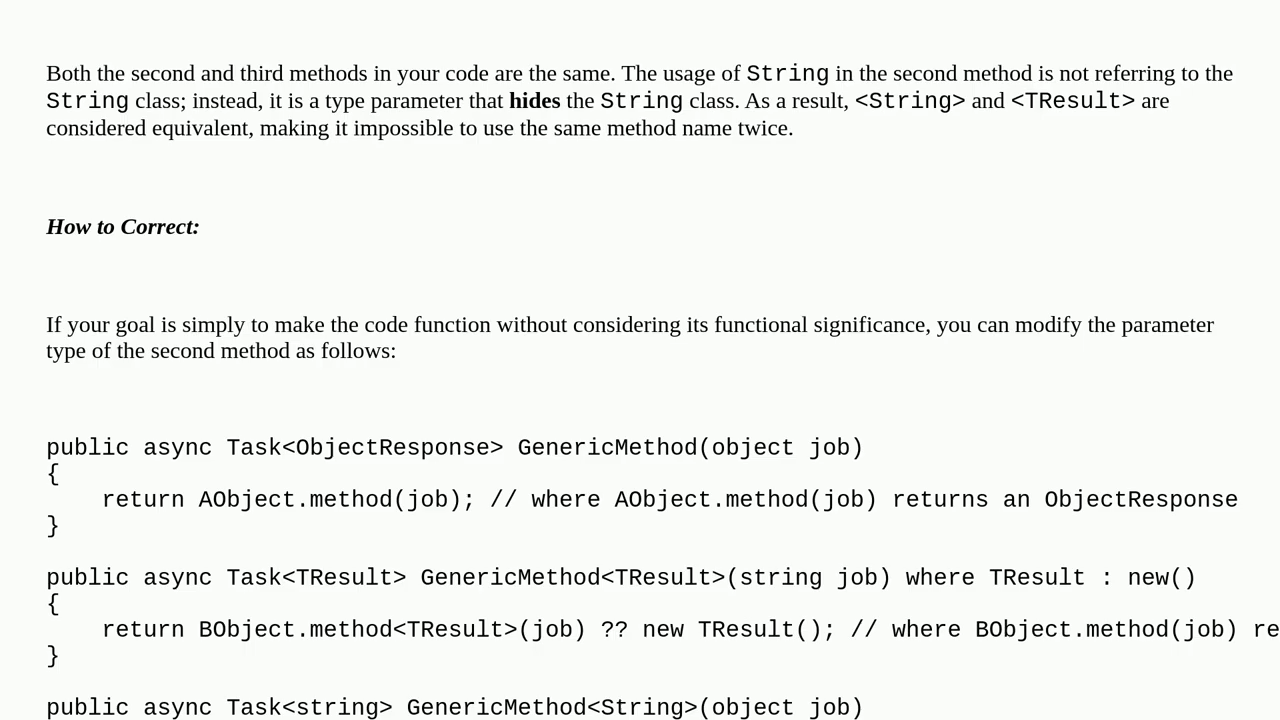 Both the second and third methods in your code are the same. The usage of String in the second method is not referring to the
String class; instead, it is a type parameter that hides the String class. As a result, <String> and <TResult> are
considered equivalent, making it impossible to use the same method name twice.
How to Correct:
If your goal is simply to make the code function without considering its functional significance, you can modify the parameter
type of the second method as follows:
public async Task<ObjectResponse> GenericMethod(object job)
{
    return AObject.method(job); // where AObject.method(job) returns an ObjectResponse
}
public async Task<TResult> GenericMethod<TResult>(string job) where TResult : new()
{
    return BObject.method<TResult>(job) ?? new TResult(); // where BObject.method(job) re
}
public async Task<string> GenericMethod<String>(object job)